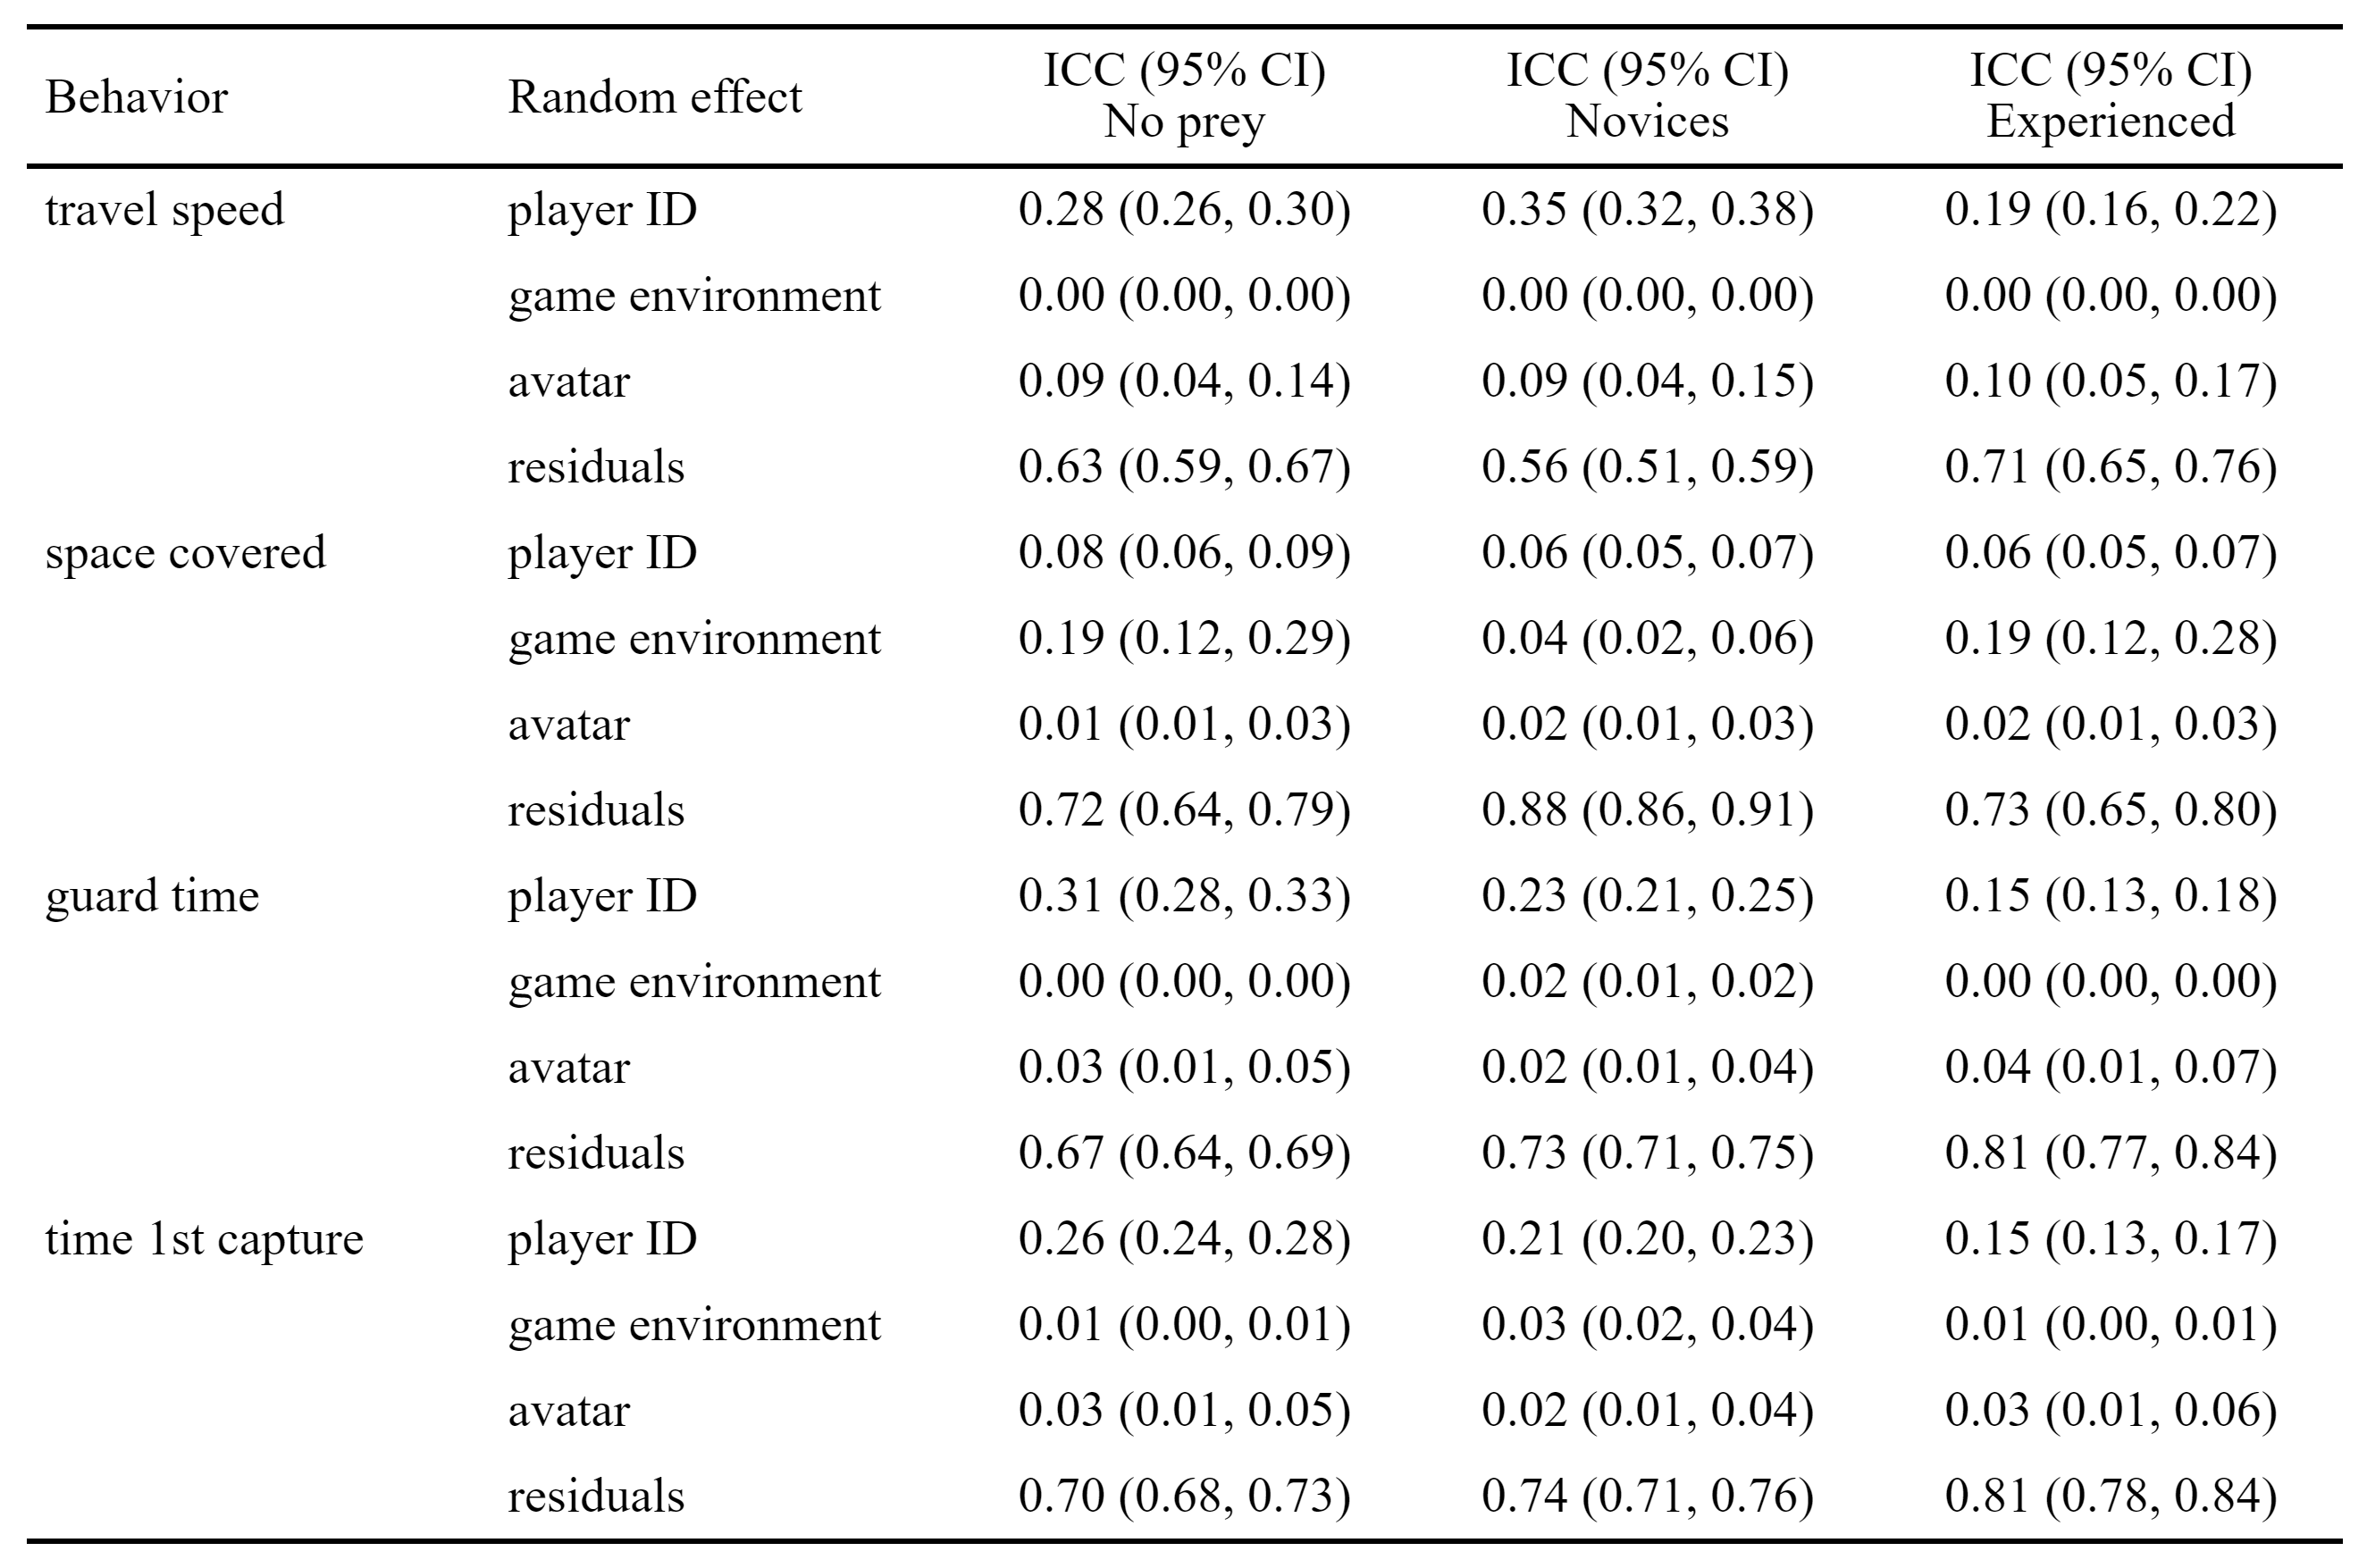 Behavior Random effect ICC (95% CI) No prey ICC (95% CI) Novices ICC (95% CI) Experienced
travel speed player ID 0.28 (0.26, 0.30) 0.35 (0.32, 0.38) 0.19 (0.16, 0.22)
game environment 0.00 (0.00, 0.00) 0.00 (0.00, 0.00) 0.00 (0.00, 0.00)
avatar 0.09 (0.04, 0.14) 0.09 (0.04, 0.15) 0.10 (0.05, 0.17)
residuals 0.63 (0.59, 0.67) 0.56 (0.51, 0.59) 0.71 (0.65, 0.76)
space covered player ID 0.08 (0.06, 0.09) 0.06 (0.05, 0.07) 0.06 (0.05, 0.07)
game environment 0.19 (0.12, 0.29) 0.04 (0.02, 0.06) 0.19 (0.12, 0.28)
avatar 0.01 (0.01, 0.03) 0.02 (0.01, 0.03) 0.02 (0.01, 0.03)
residuals 0.72 (0.64, 0.79) 0.88 (0.86, 0.91) 0.73 (0.65, 0.80)
guard time player ID 0.31 (0.28, 0.33) 0.23 (0.21, 0.25) 0.15 (0.13, 0.18)
game environment 0.00 (0.00, 0.00) 0.02 (0.01, 0.02) 0.00 (0.00, 0.00)
avatar 0.03 (0.01, 0.05) 0.02 (0.01, 0.04) 0.04 (0.01, 0.07)
residuals 0.67 (0.64, 0.69) 0.73 (0.71, 0.75) 0.81 (0.77, 0.84)
time 1st capture player ID 0.26 (0.24, 0.28) 0.21 (0.20, 0.23) 0.15 (0.13, 0.17)
game environment 0.01 (0.00, 0.01) 0.03 (0.02, 0.04) 0.01 (0.00, 0.01)
avatar 0.03 (0.01, 0.05) 0.02 (0.01, 0.04) 0.03 (0.01, 0.06)
residuals 0.70 (0.68, 0.73) 0.74 (0.71, 0.76) 0.81 (0.78, 0.84)